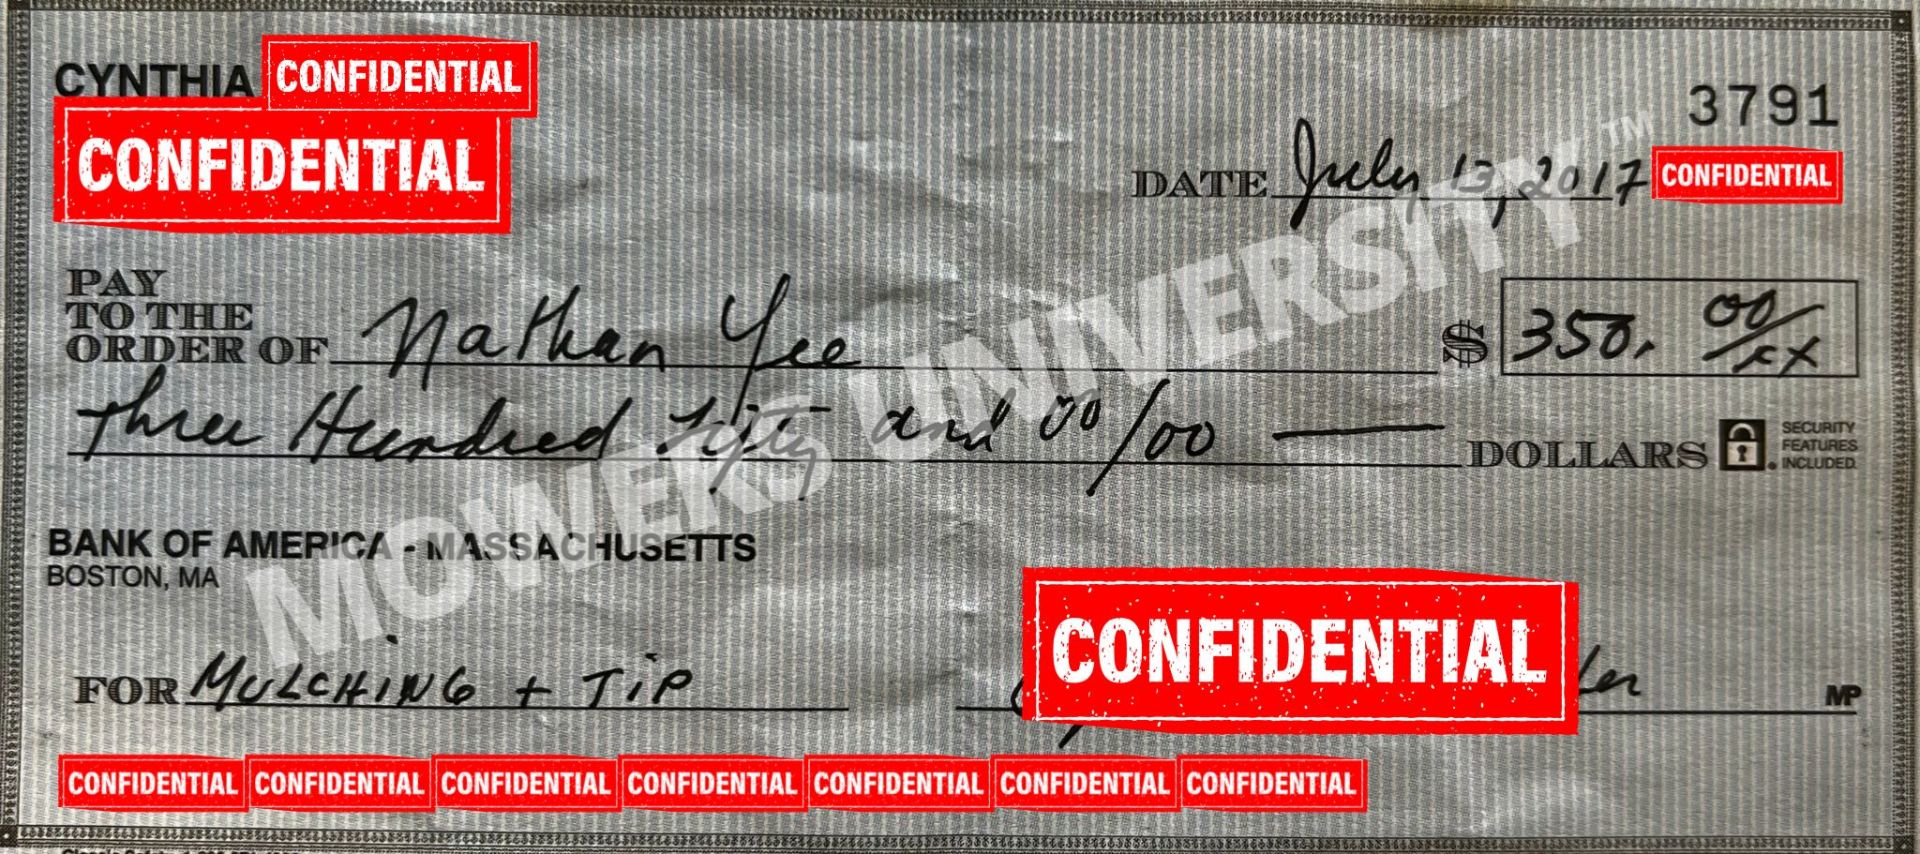 CYNTHIA CONFIDENTIAL
CONFIDENTIAL
3791
DATE July 13, 2017 CONFIDENTIAL
PAY
TO THE
ORDER OF Nathan Yee $ 350. 00/xx
Three Hundred Fifty and 00/00 DOLLARS
SECURITY
FEATURES
INCLUDED.
MOWERS UNIVERSITY™
BANK OF AMERICA - MASSACHUSETTS
BOSTON, MA
CONFIDENTIAL
FOR MULCHING + TIP
MP
CONFIDENTIAL CONFIDENTIAL CONFIDENTIAL CONFIDENTIAL CONFIDENTIAL CONFIDENTIAL CONFIDENTIAL